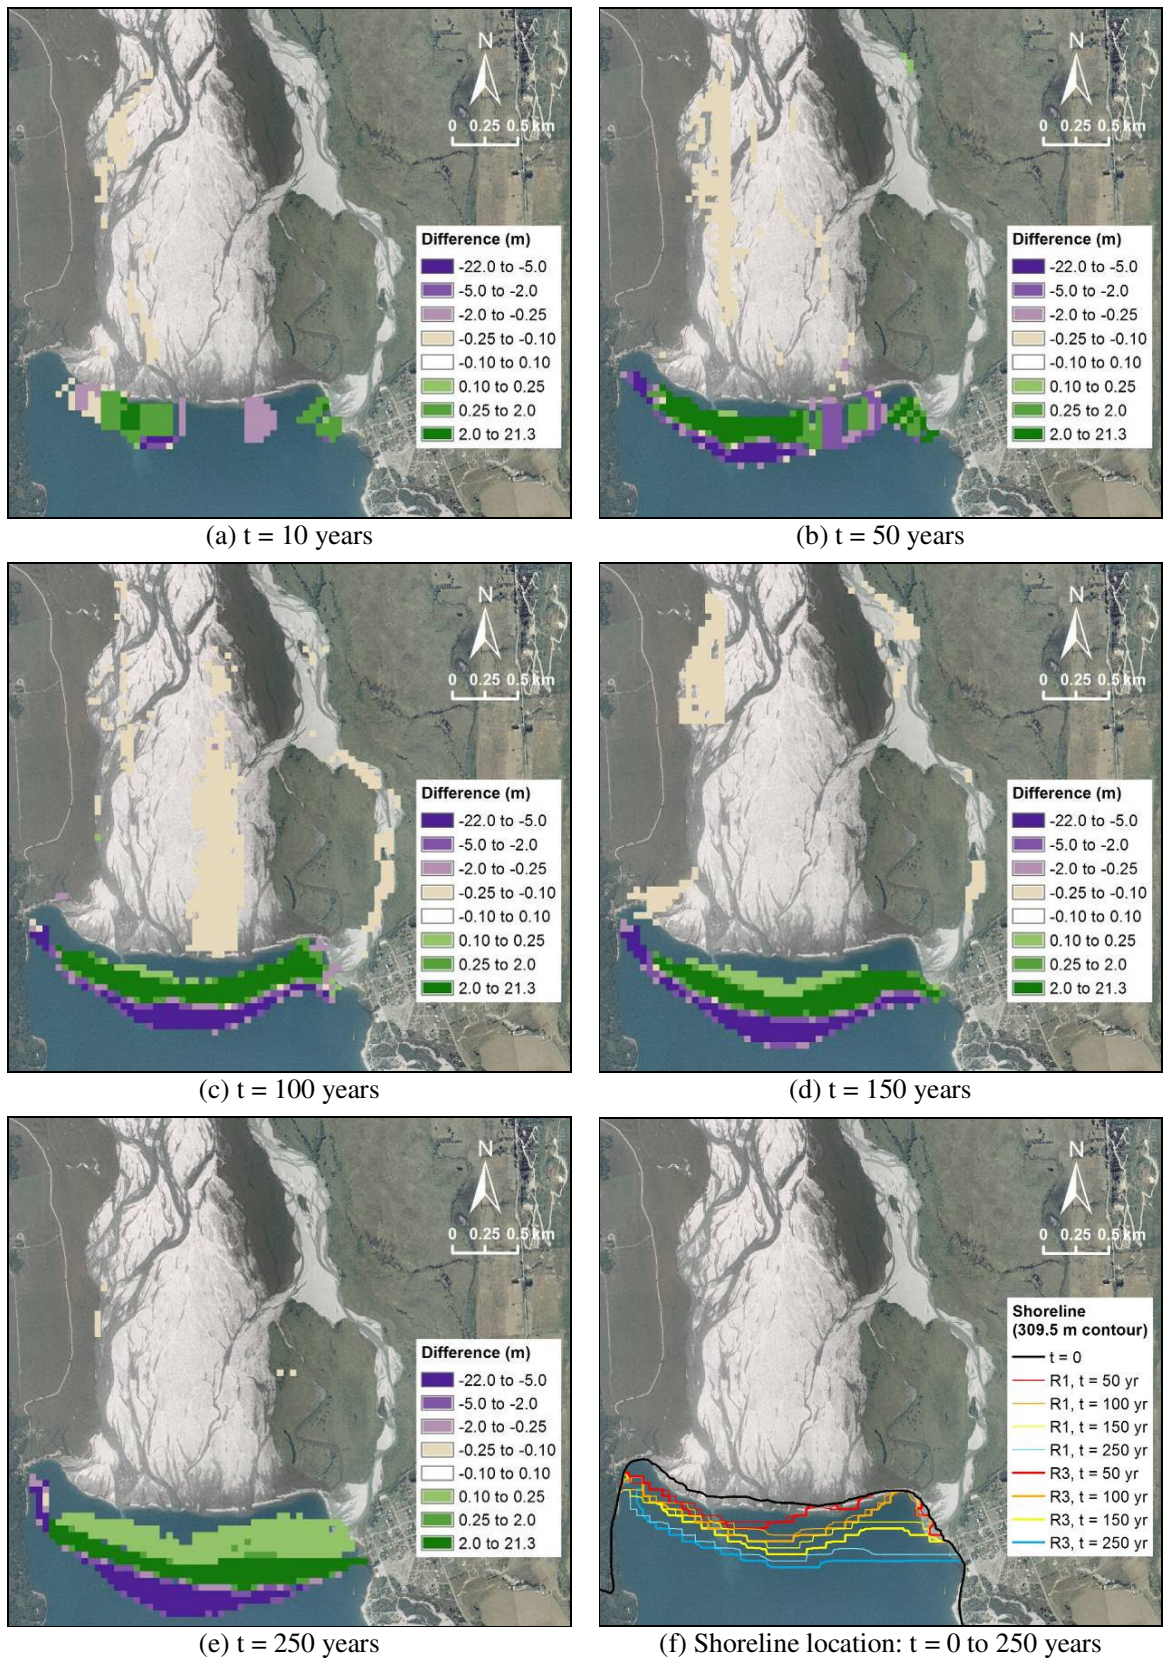 N
0 0.25 0.5 km
Difference (m)
-22.0 to -5.0
-5.0 to -2.0
-2.0 to -0.25
-0.25 to -0.10
-0.10 to 0.10
0.10 to 0.25
0.25 to 2.0
2.0 to 21.3
(a) t = 10 years
N
0 0.25 0.5 km
Difference (m)
-22.0 to -5.0
-5.0 to -2.0
-2.0 to -0.25
-0.25 to -0.10
-0.10 to 0.10
0.10 to 0.25
0.25 to 2.0
2.0 to 21.3
(b) t = 50 years
N
0 0.25 0.5 km
Difference (m)
-22.0 to -5.0
-5.0 to -2.0
-2.0 to -0.25
-0.25 to -0.10
-0.10 to 0.10
0.10 to 0.25
0.25 to 2.0
2.0 to 21.3
(c) t = 100 years
N
0 0.25 0.5 km
Difference (m)
-22.0 to -5.0
-5.0 to -2.0
-2.0 to -0.25
-0.25 to -0.10
-0.10 to 0.10
0.10 to 0.25
0.25 to 2.0
2.0 to 21.3
(d) t = 150 years
N
0 0.25 0.5 km
Difference (m)
-22.0 to -5.0
-5.0 to -2.0
-2.0 to -0.25
-0.25 to -0.10
-0.10 to 0.10
0.10 to 0.25
0.25 to 2.0
2.0 to 21.3
(e) t = 250 years
N
0 0.25 0.5 km
Shoreline
(309.5 m contour)
t = 0
R1, t = 50 yr
R1, t = 100 yr
R1, t = 150 yr
R1, t = 250 yr
R3, t = 50 yr
R3, t = 100 yr
R3, t = 150 yr
R3, t = 250 yr
(f) Shoreline location: t = 0 to 250 years